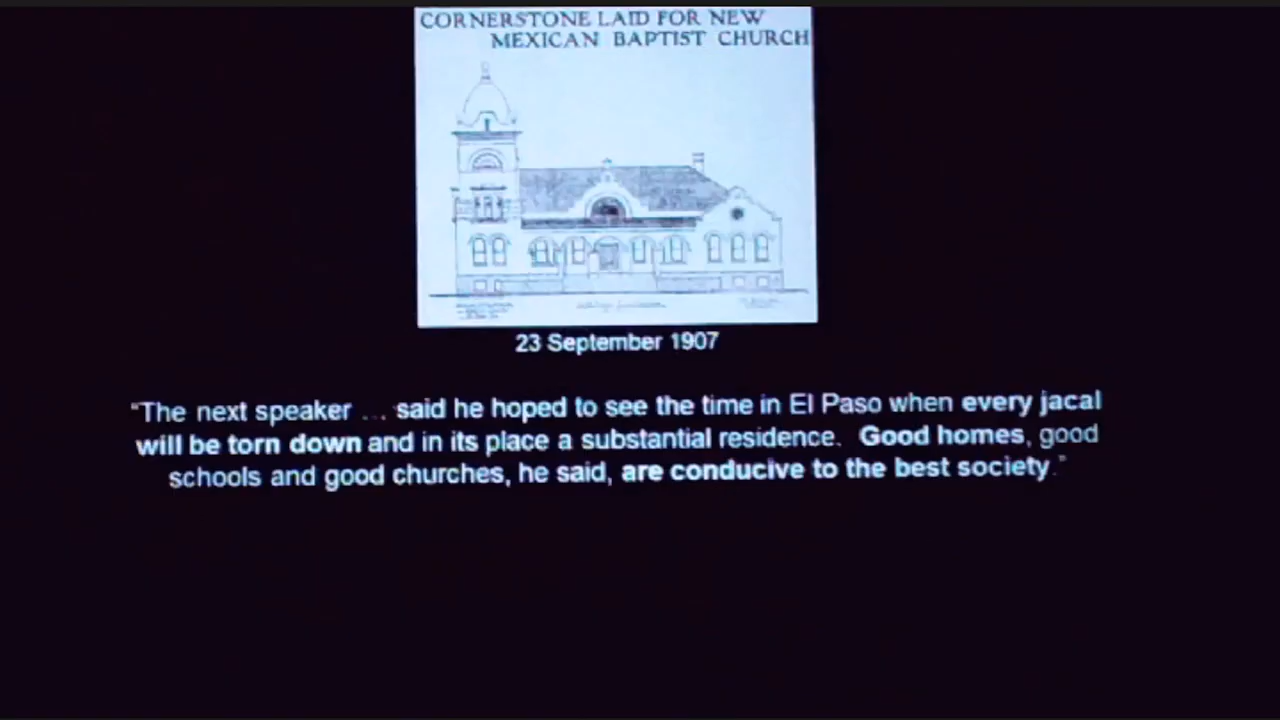 CORNERSTONE LAID FOR NEW
MEXICAN BAPTIST CHURCH
23 September 1907
"The next speaker ... said he hoped to see the time in El Paso when every jacal
will be torn down and in its place a substantial residence. Good homes, good
schools and good churches, he said, are conducive to the best society."